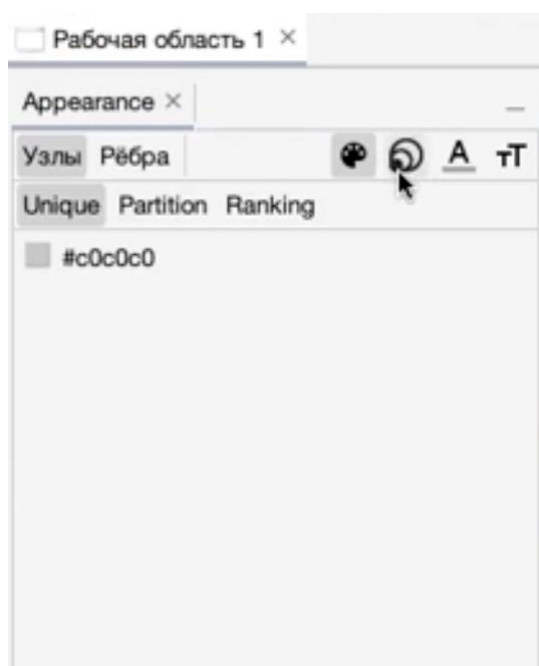 Рабочая область 1
Appearance
Узлы Рёбра A тT
Unique Partition Ranking
#c0c0c0